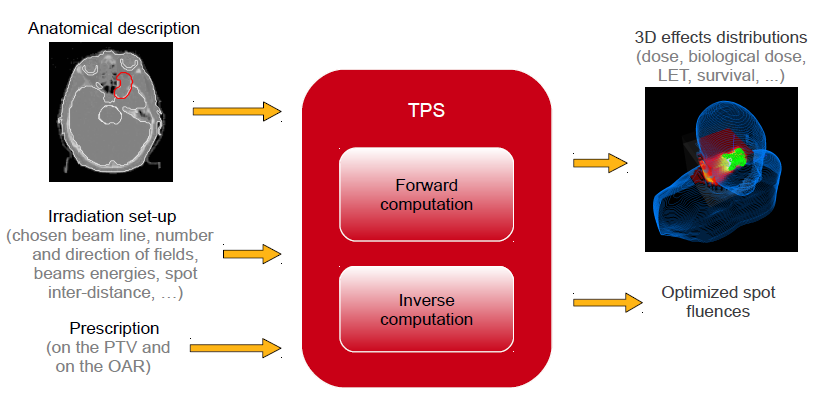 Anatomical description
Irradiation set-up
(chosen beam line, number
and direction of fields,
beams energies, spot
inter-distance, …)
Prescription
(on the PTV and
on the OAR)
TPS
Forward
computation
Inverse
computation
3D effects distributions
(dose, biological dose,
LET, survival, ...)
Optimized spot
fluences